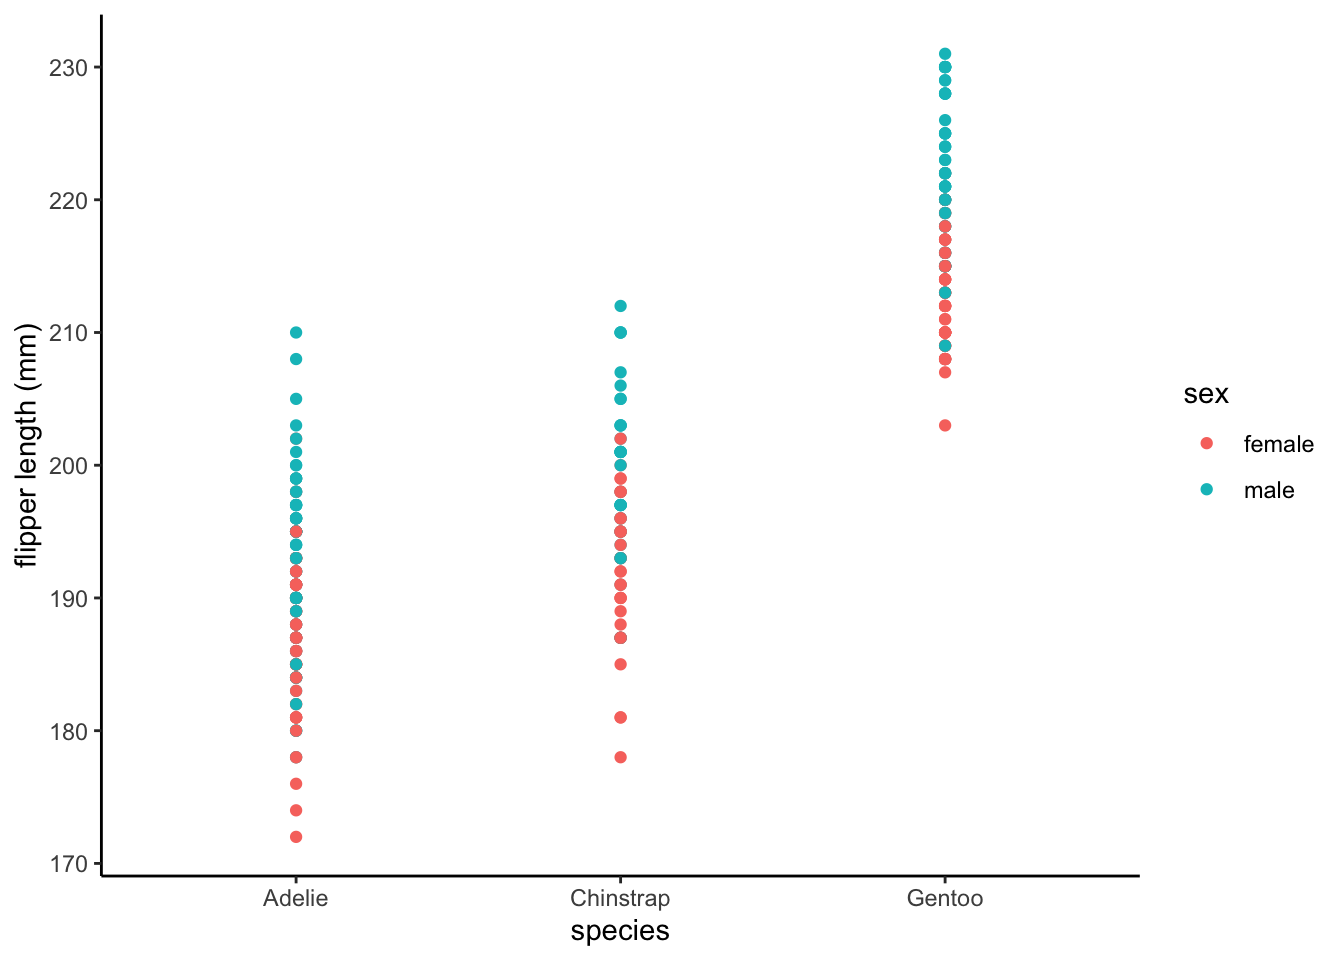 230
220
210
200
190
180
170
flipper length (mm)
Adelie
Chinstrap
Gentoo
species
sex
female
male